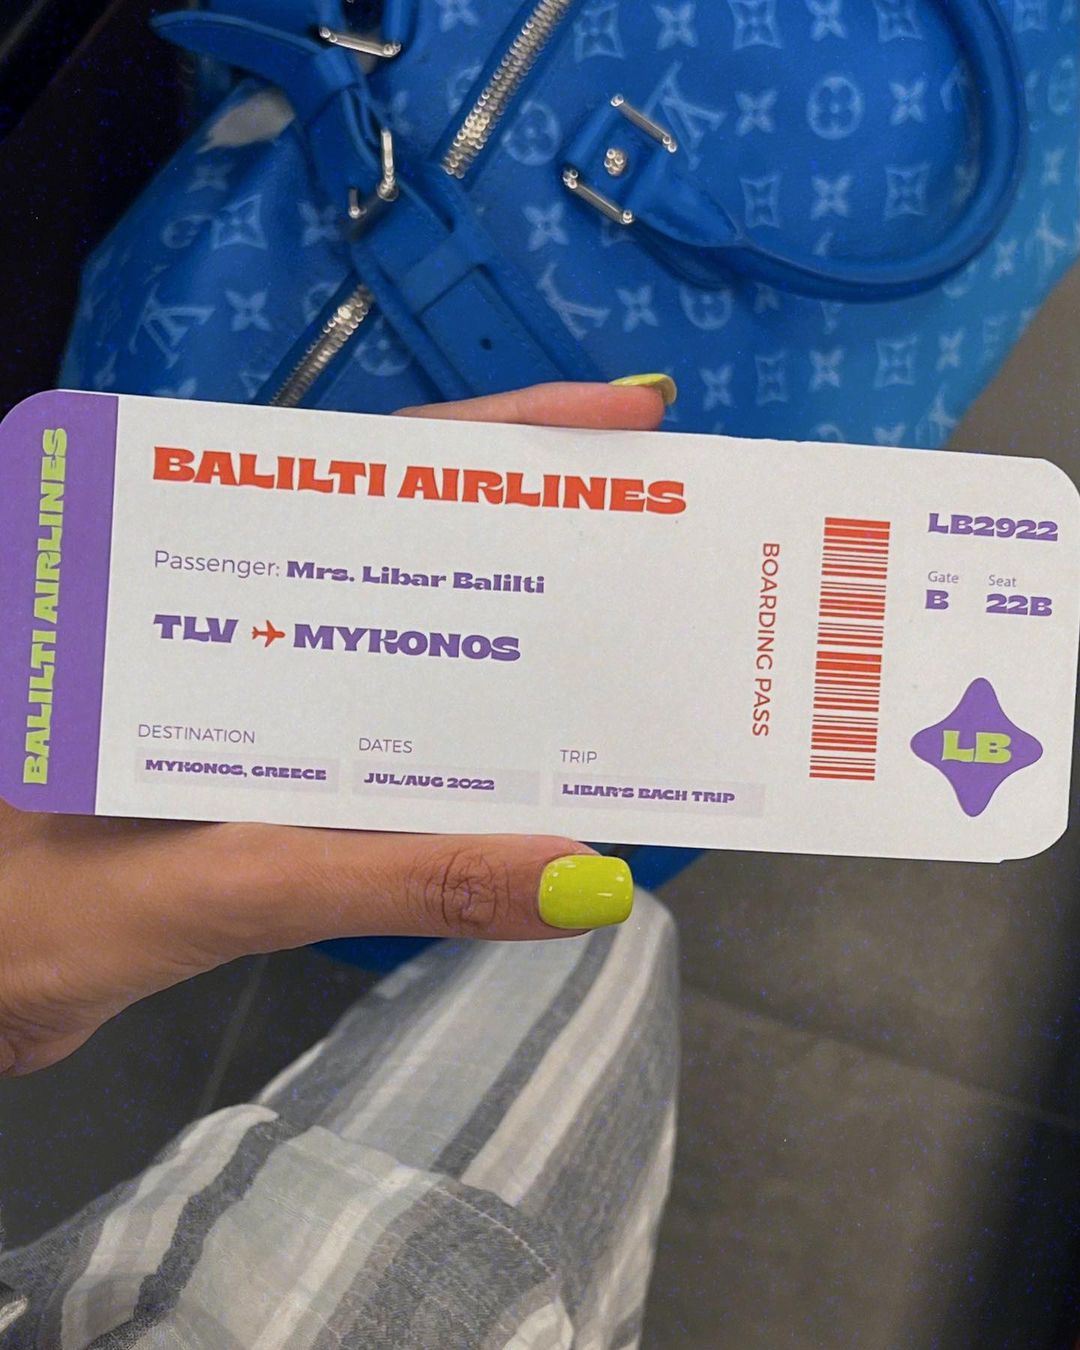 BALILTI AIRLINES
BALILTI AIRLINES
Passenger: Mrs. Libar Balilti
TLV MYKONOS
DESTINATION
MYKONOS, GREECE
DATES
JUL/AUG 2022
TRIP
LIBAR'S BACH TRIP
BOARDING PASS
LB2922
Gate Seat
B 22B
LB